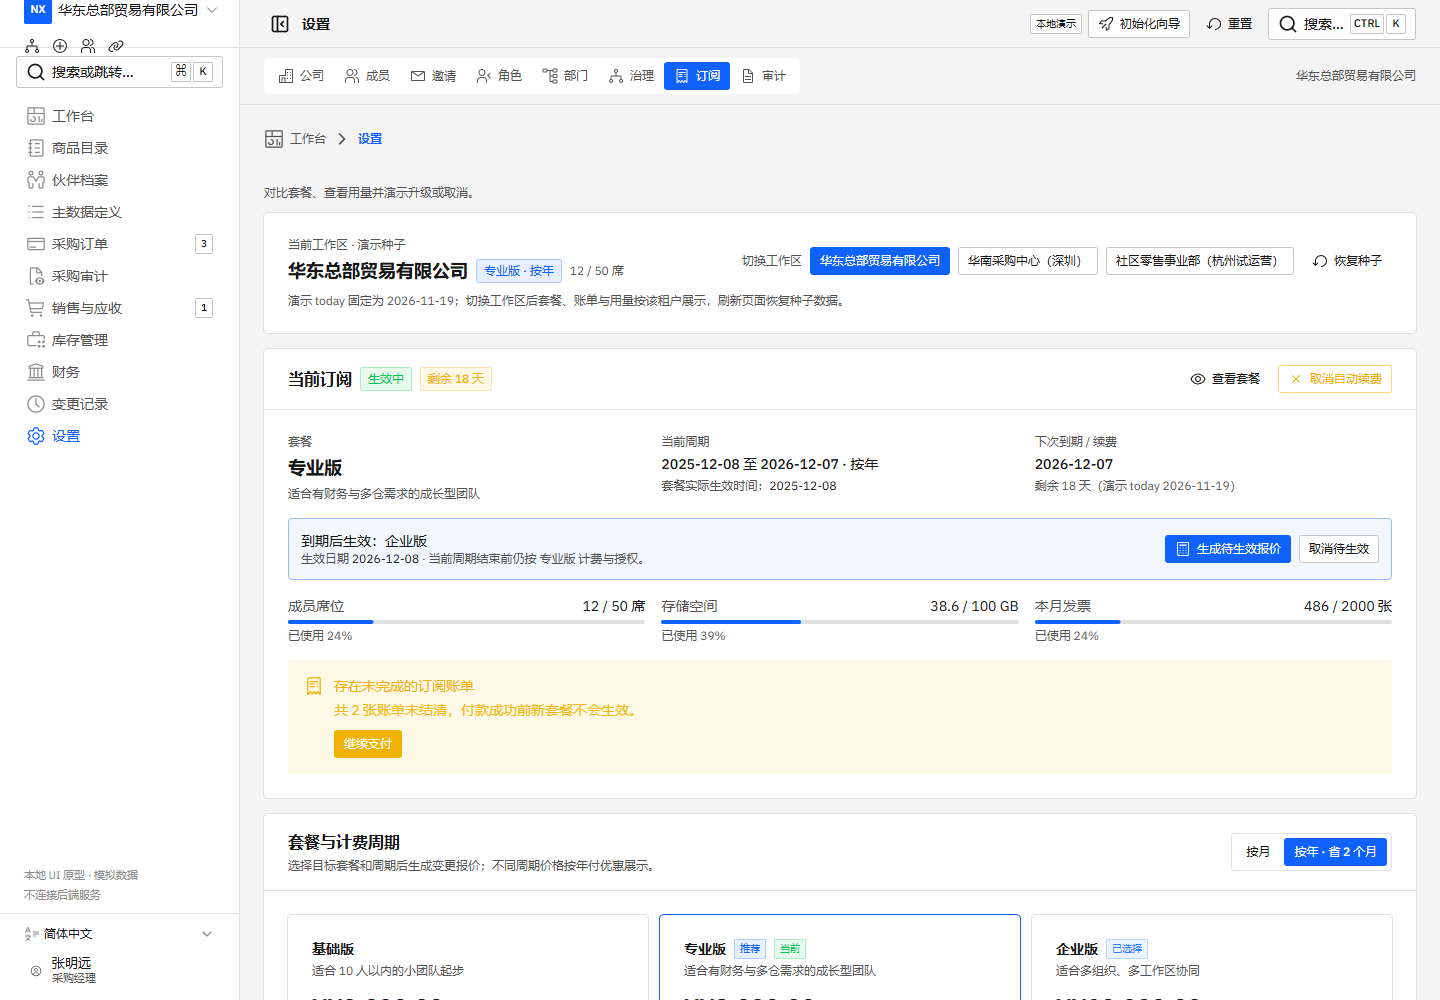 NX 华东总部贸易有限公司
搜索或跳转... ⌘ K
工作台
商品目录
伙伴档案
主数据定义
采购订单 3
采购审计
销售与应收 1
库存管理
财务
变更记录
设置
本地 UI 原型 · 模拟数据
不连接后端服务
简体中文
张明远
采购经理
设置
本地演示 初始化向导 重置 搜索... CTRL K
公司 成员 邀请 角色 部门 治理 订阅 审计
华东总部贸易有限公司
工作台 设置
对比套餐、查看用量并演示升级或取消。
当前工作区 · 演示种子
华东总部贸易有限公司 专业版 · 按年 12 / 50 席
切换工作区 华东总部贸易有限公司 华南采购中心（深圳） 社区零售事业部（杭州试运营） 恢复种子
演示 today 固定为 2026-11-19；切换工作区后套餐、账单与用量按该租户展示，刷新页面恢复种子数据。
当前订阅 生效中 剩余 18 天
查看套餐 取消自动续费
套餐
专业版
适合有财务与多仓需求的成长型团队
当前周期
2025-12-08 至 2026-12-07 · 按年
套餐实际生效时间：2025-12-08
下次到期 / 续费
2026-12-07
剩余 18 天（演示 today 2026-11-19）
到期后生效：企业版
生效日期 2026-12-08 · 当前周期结束前仍按 专业版 计费与授权。
生成待生效报价 取消待生效
成员席位 12 / 50 席
已使用 24%
存储空间 38.6 / 100 GB
已使用 39%
本月发票 486 / 2000 张
已使用 24%
存在未完成的订阅账单
共 2 张账单未结清，付款成功前新套餐不会生效。
继续支付
套餐与计费周期
选择目标套餐和周期后生成变更报价；不同周期价格按年付优惠展示。
按月 按年 · 省 2 个月
基础版
适合 10 人以内的小团队起步
专业版 推荐 当前
适合有财务与多仓需求的成长型团队
企业版 已选择
适合多组织、多工作区协同